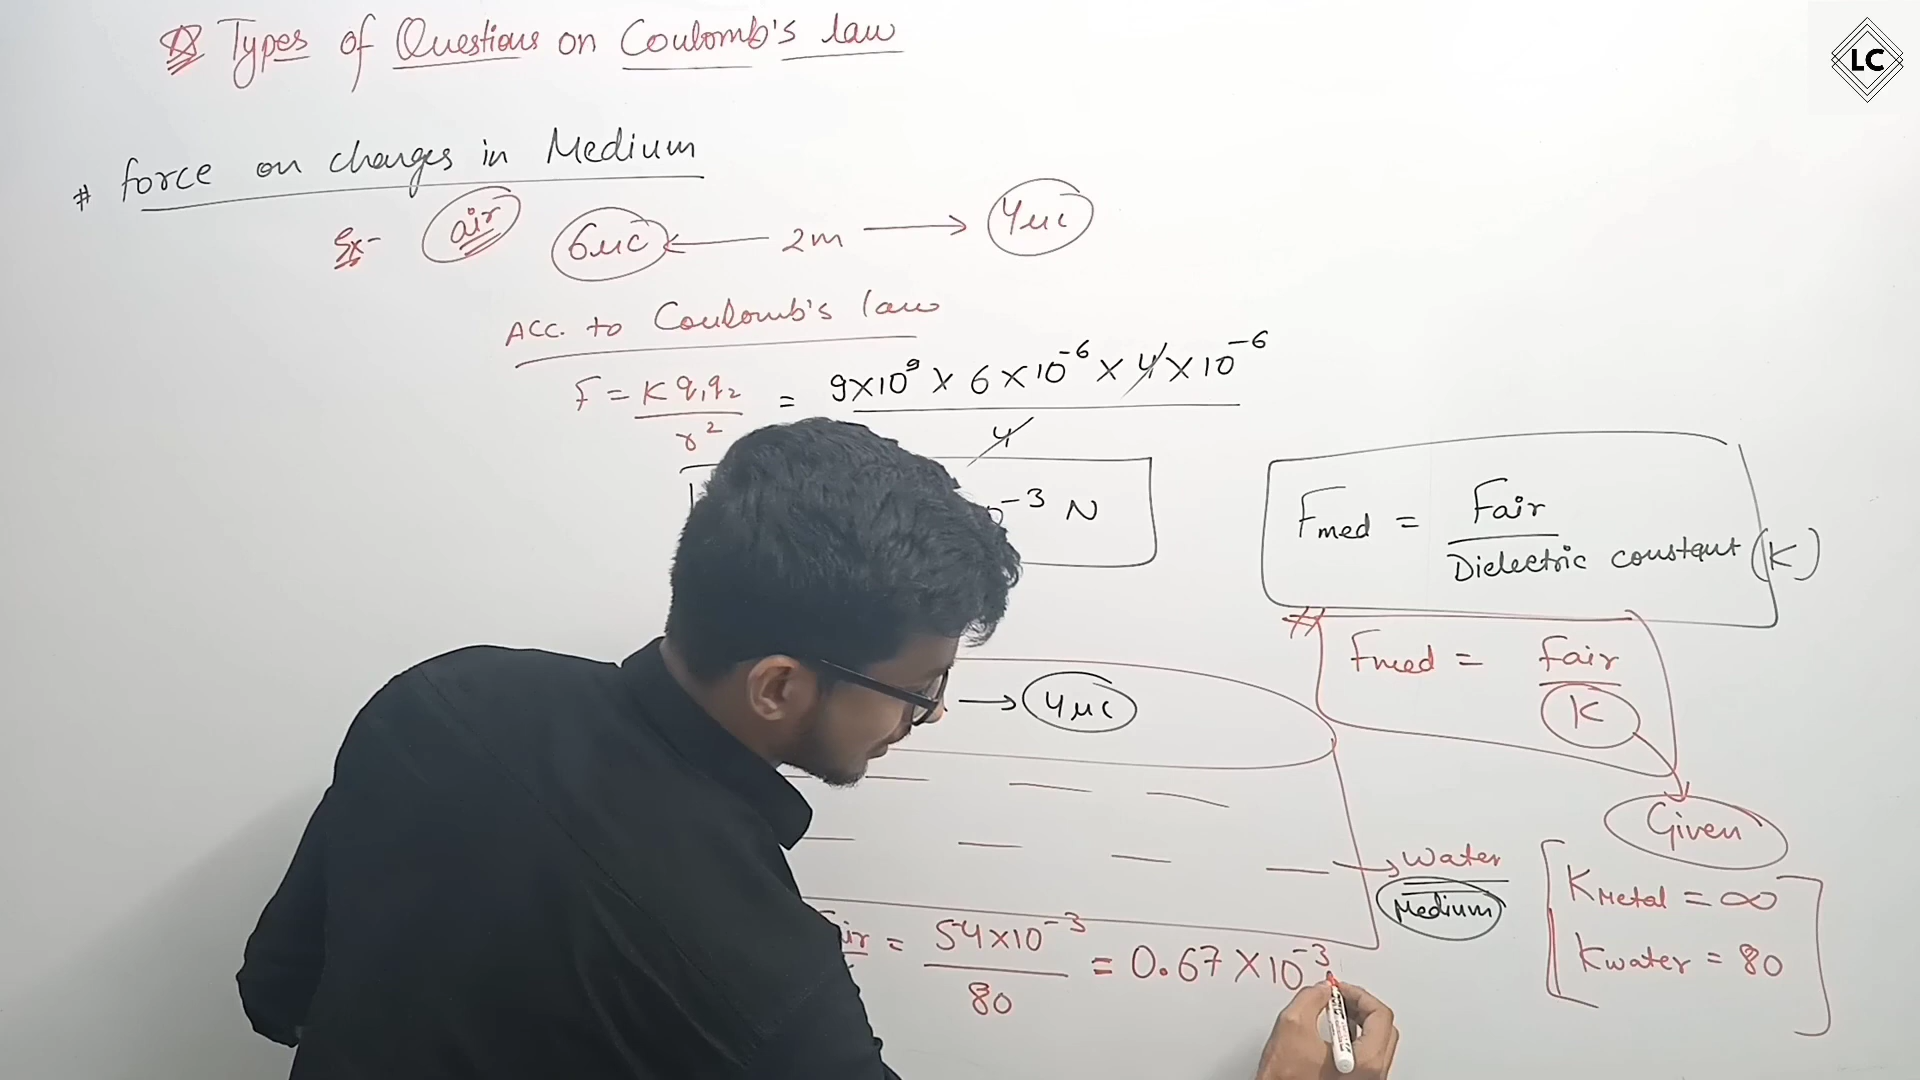 LC
Types of Questions on Coulomb's law
# force on charges in Medium
Ex- air 6μc 2m 4μc
Acc. to Coulomb's law
F = K q₁q₂ / r² = 9×10⁹ × 6×10⁻⁶ × 4×10⁻⁶ / 4
⁻³ N
Fmed = Fair / Dielectric constant (K)
Fmed = Fair / K
4μc
Given
Water
Medium
KMetal = ∞
Kwater = 80
= 54×10⁻³ / 80 = 0.67×10⁻³